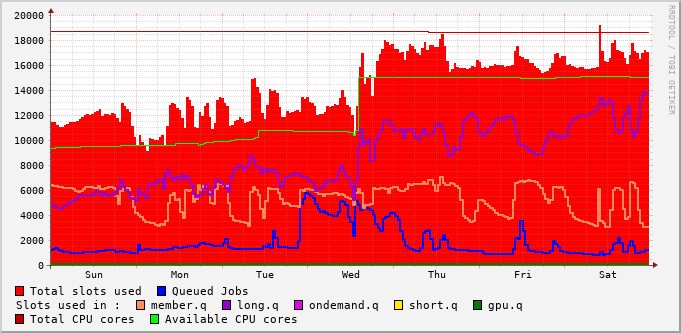 20000
18000
16000
14000
12000
10000
8000
6000
4000
2000
0
Sun Mon Tue Wed Thu Fri Sat
RRDTOOL / TOBI OETIKER
Total slots used Queued Jobs
Slots used in : member.q long.q ondemand.q short.q gpu.q
Total CPU cores Available CPU cores